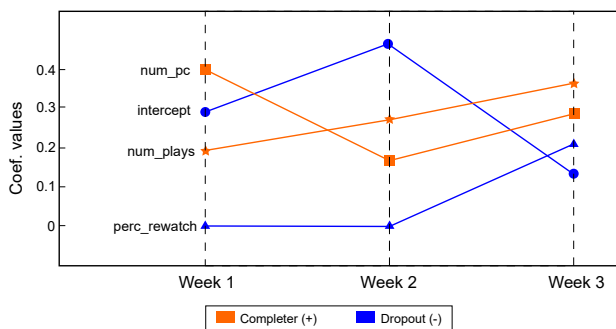 Coef. values
0.4
0.3
0.2
0.1
0
num_pc
intercept
num_plays
perc_rewatch
Week 1 Week 2 Week 3
Completer (+) Dropout (-)